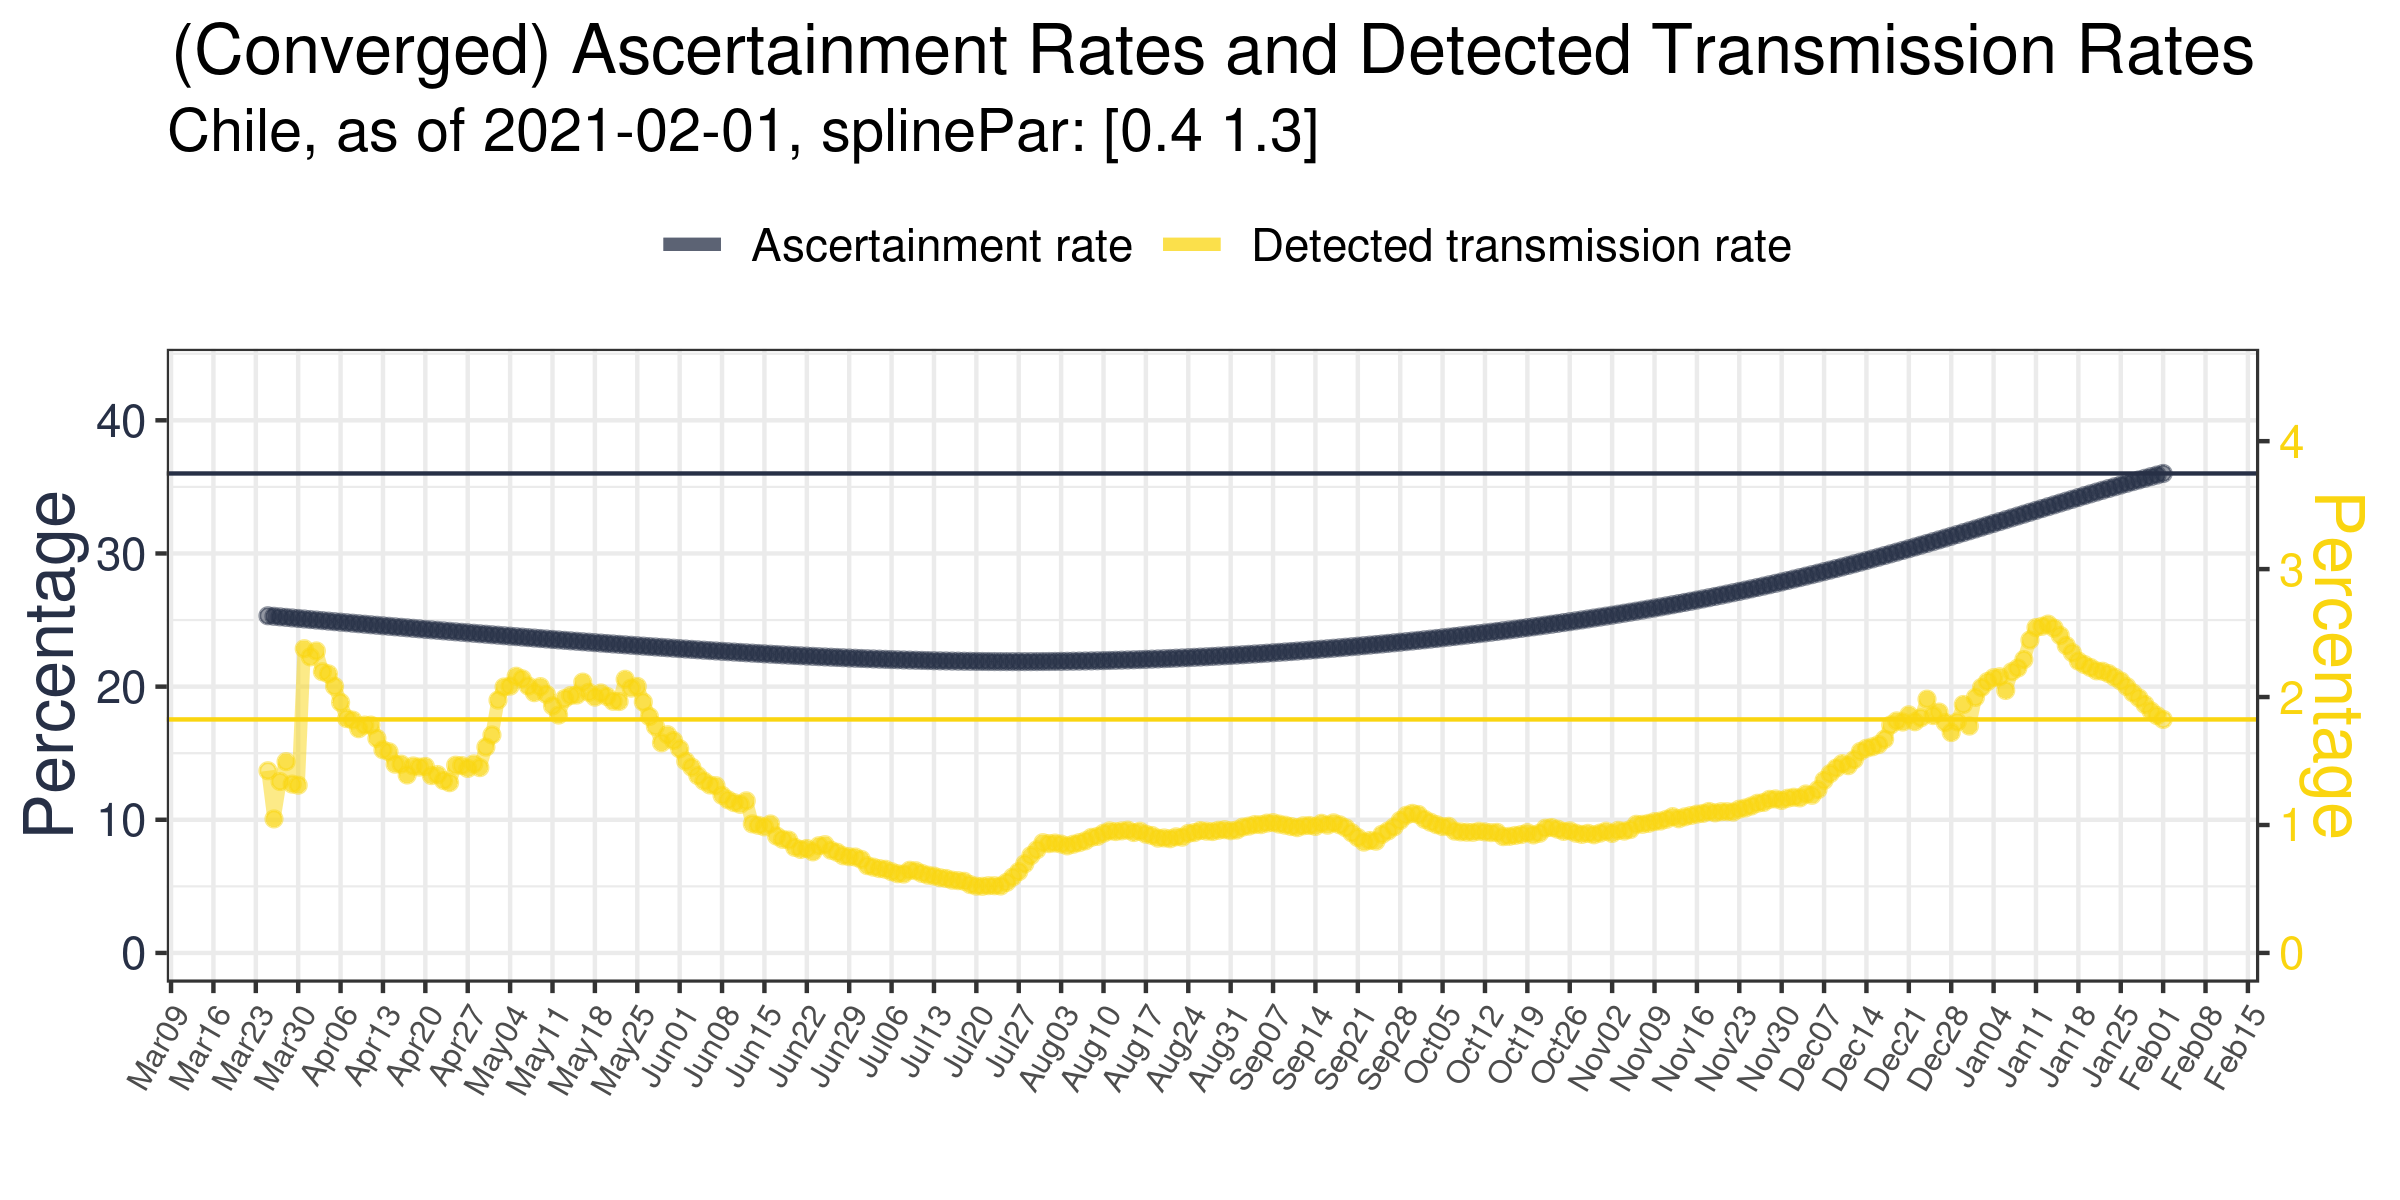 (Converged) Ascertainment Rates and Detected Transmission Rates
Chile, as of 2021-02-01, splinePar: [0.4 1.3]
Ascertainment rate Detected transmission rate
Percentage
40
30
20
10
0
4
3
2
1
0
Percentage
Mar09 Mar16 Mar23 Mar30 Apr06 Apr13 Apr20 Apr27 May04 May11 May18 May25 Jun01 Jun08 Jun15 Jun22 Jun29 Jul06 Jul13 Jul20 Jul27 Aug03 Aug10 Aug17 Aug24 Aug31 Sep07 Sep14 Sep21 Sep28 Oct05 Oct12 Oct19 Oct26 Nov02 Nov09 Nov16 Nov23 Nov30 Dec07 Dec14 Dec21 Dec28 Jan04 Jan11 Jan18 Jan25 Feb01 Feb08 Feb15